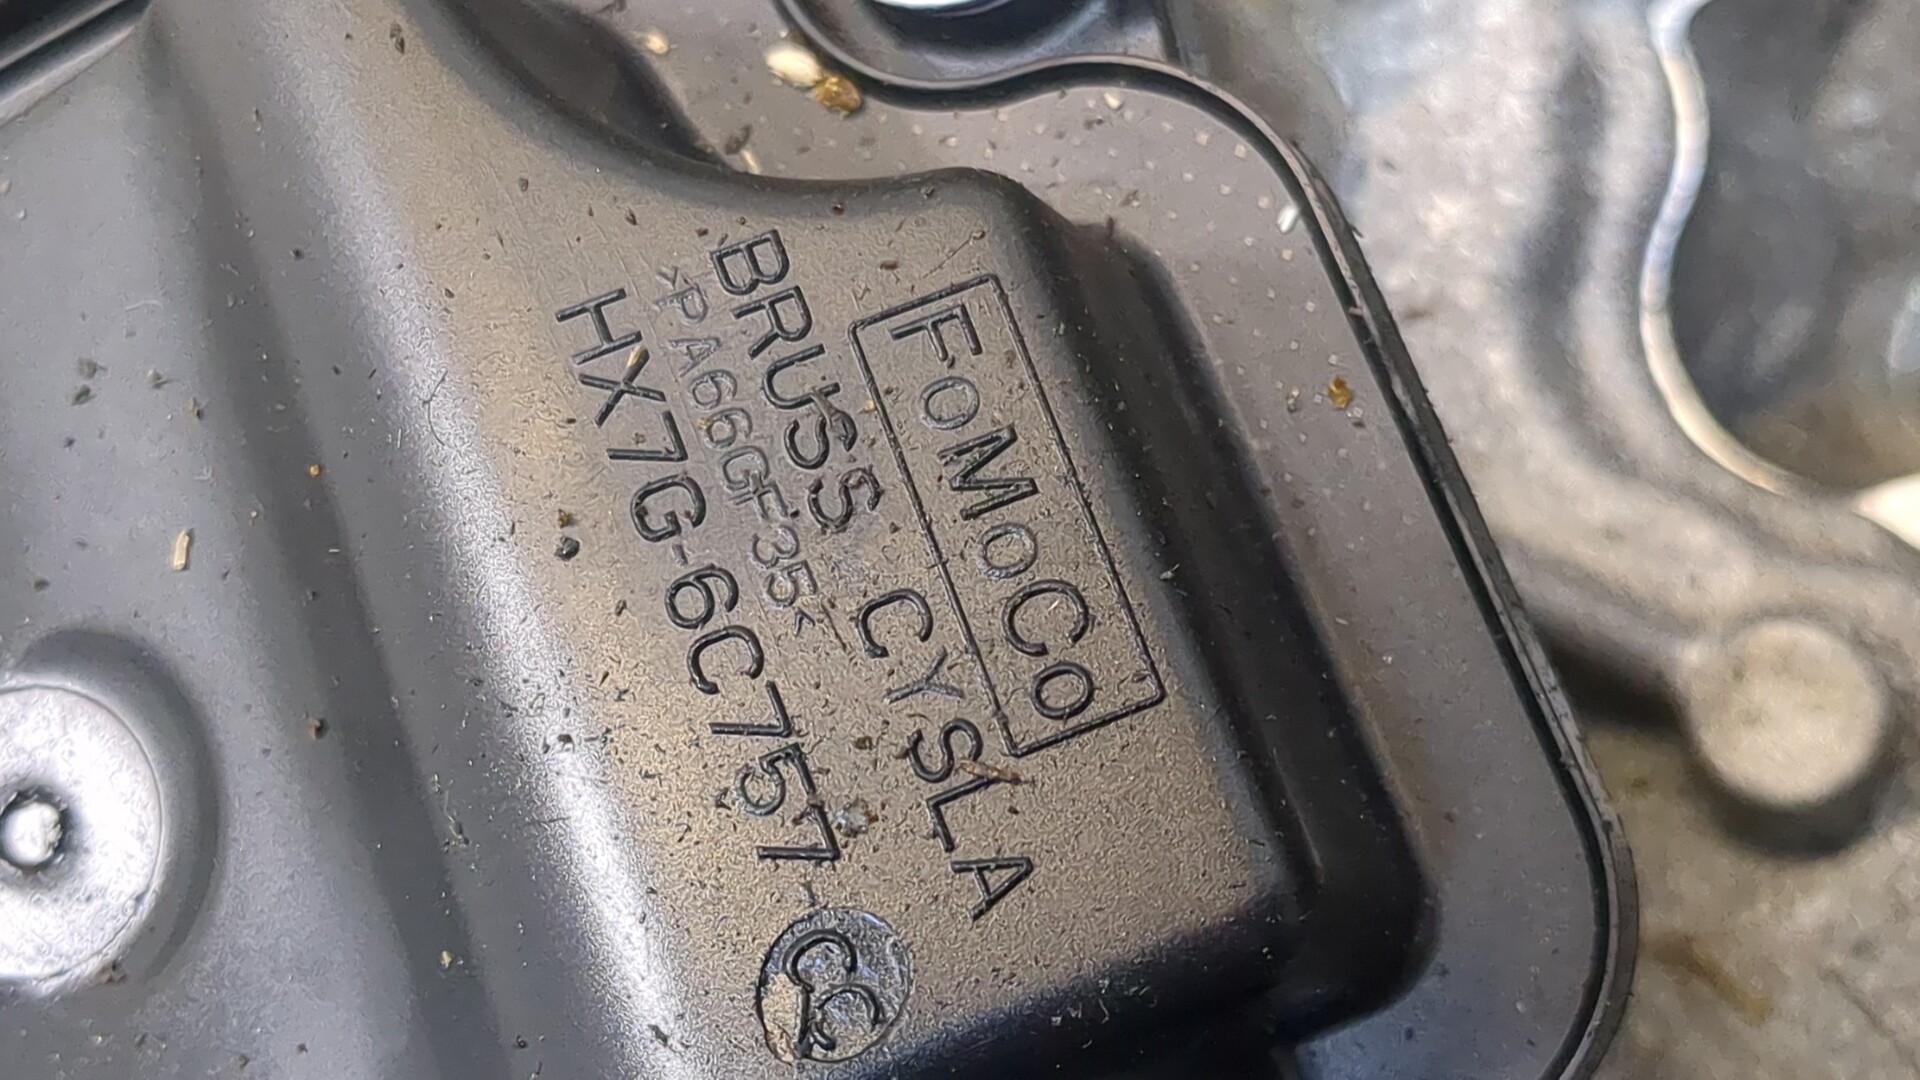 FoMoCo
BRUSS CYSLA
>PA66GF35<
HX7G-6C757-
CC